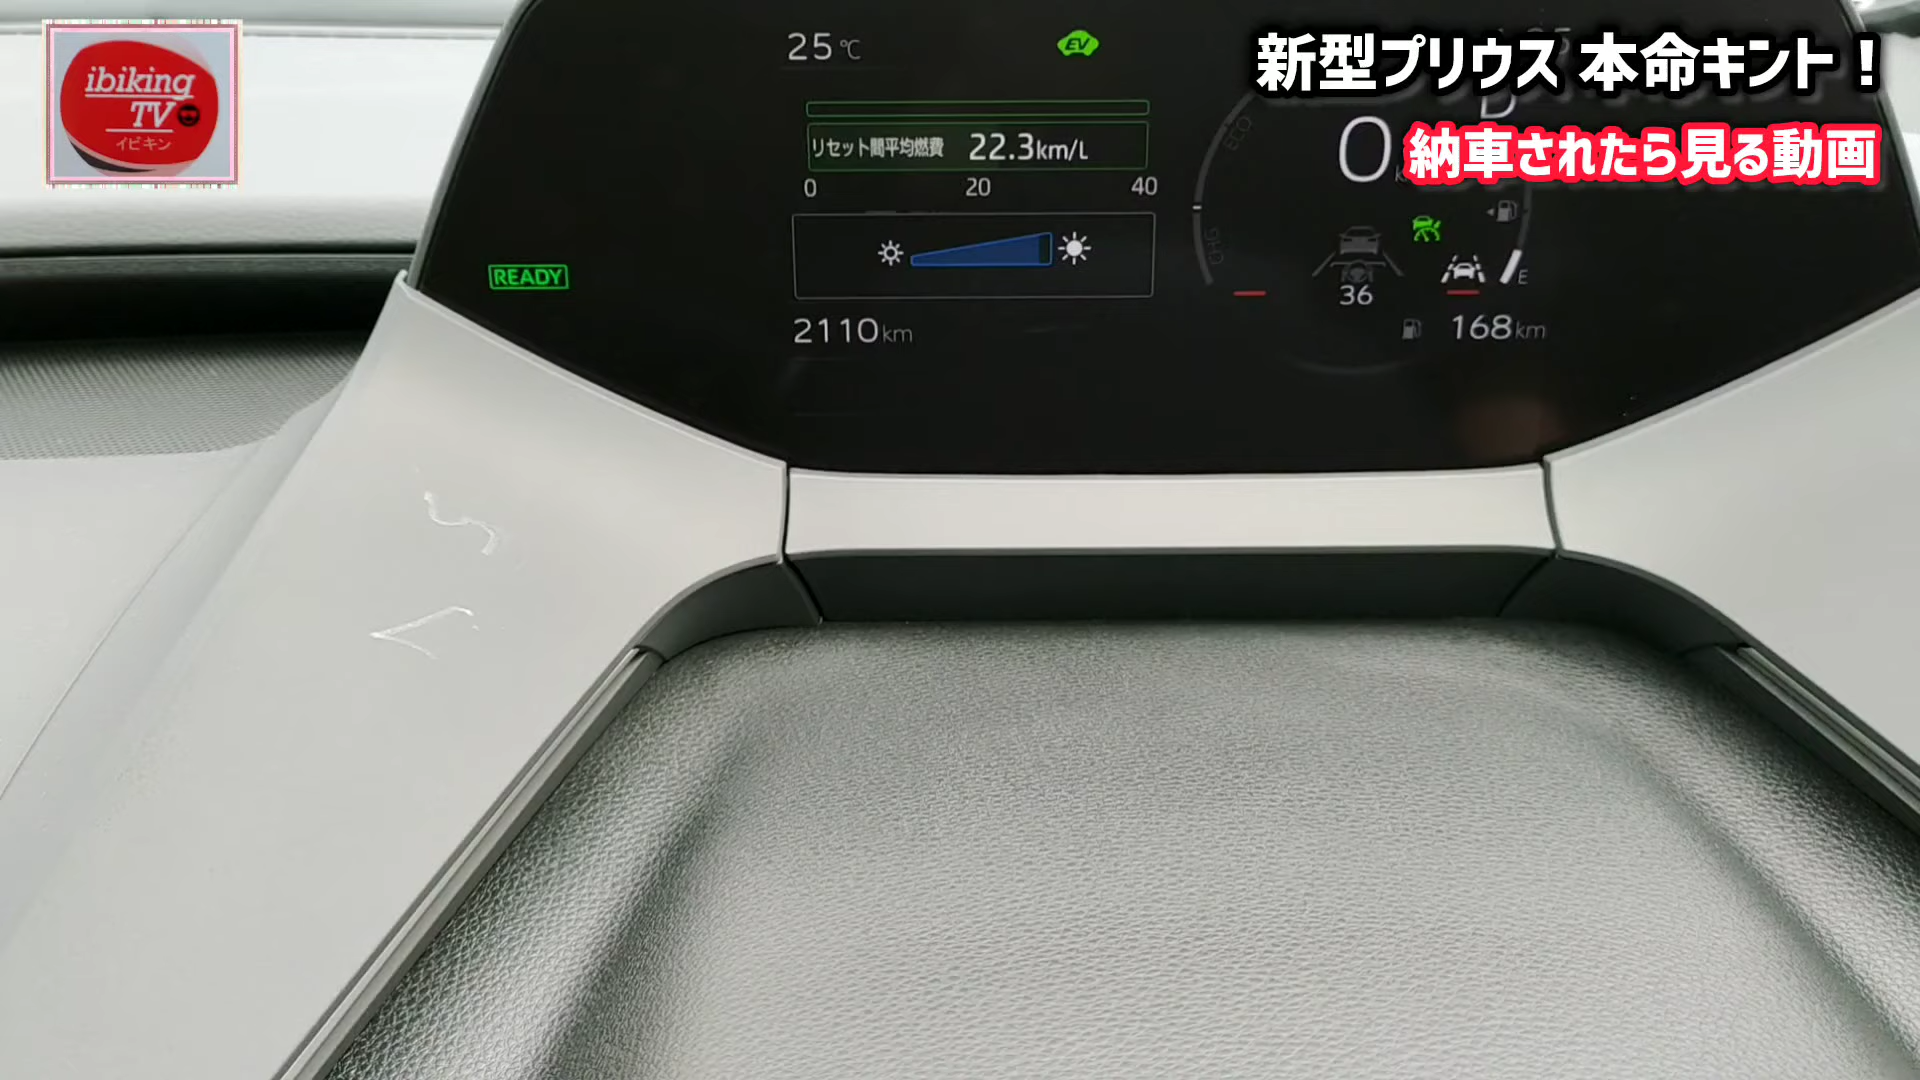 ibiking
TV
イビキン
新型プリウス 本命キント！
納車されたら見る動画
25℃
EV
リセット間平均燃費 22.3km/L
0 20 40
READY
2110km
ECO
CHG
D
0
36
E
168km